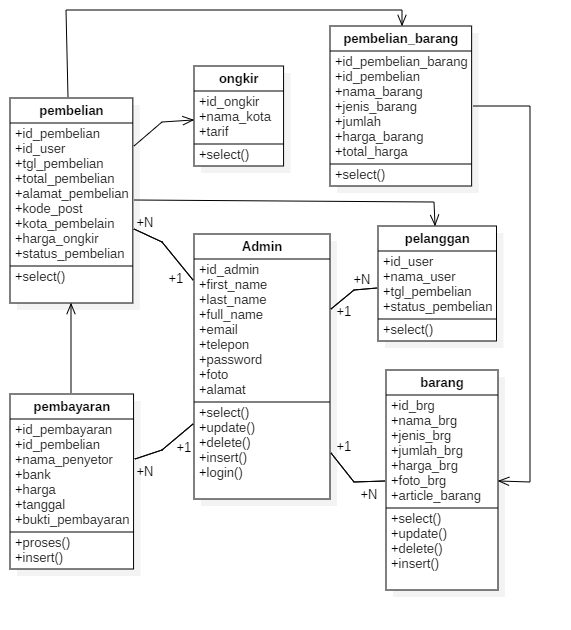 pembelian_barang
+id_pembelian_barang
+id_pembelian
+nama_barang
+jenis_barang
+jumlah
+harga_barang
+total_harga
+select()
ongkir
+id_ongkir
+nama_kota
+tarif
+select()
pembelian
+id_pembelian
+id_user
+tgl_pembelian
+total_pembelian
+alamat_pembelian
+kode_post
+kota_pembelain
+harga_ongkir
+status_pembelian
+select()
+N
+1
Admin
+id_admin
+first_name
+last_name
+full_name
+email
+telepon
+password
+foto
+alamat
+select()
+update()
+delete()
+insert()
+login()
pelanggan
+id_user
+nama_user
+tgl_pembelian
+status_pembelian
+select()
+N
+1
pembayaran
+id_pembayaran
+id_pembelian
+nama_penyetor
+bank
+harga
+tanggal
+bukti_pembayaran
+proses()
+insert()
+1
+N
barang
+id_brg
+nama_brg
+jenis_brg
+jumlah_brg
+harga_brg
+foto_brg
+article_barang
+select()
+update()
+delete()
+insert()
+1
+N